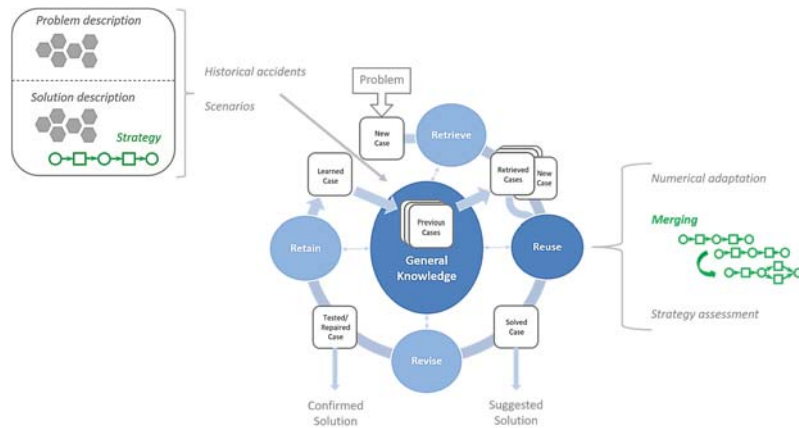 Problem description
Solution description
Strategy
Historical accidents
Scenarios
Problem
New
Case
Retrieve
Learned
Case
Retrieved
Cases
New
Case
Previous
Cases
General
Knowledge
Retain
Reuse
Tested/
Repaired
Case
Solved
Case
Revise
Confirmed
Solution
Suggested
Solution
Numerical adaptation
Merging
Strategy assessment